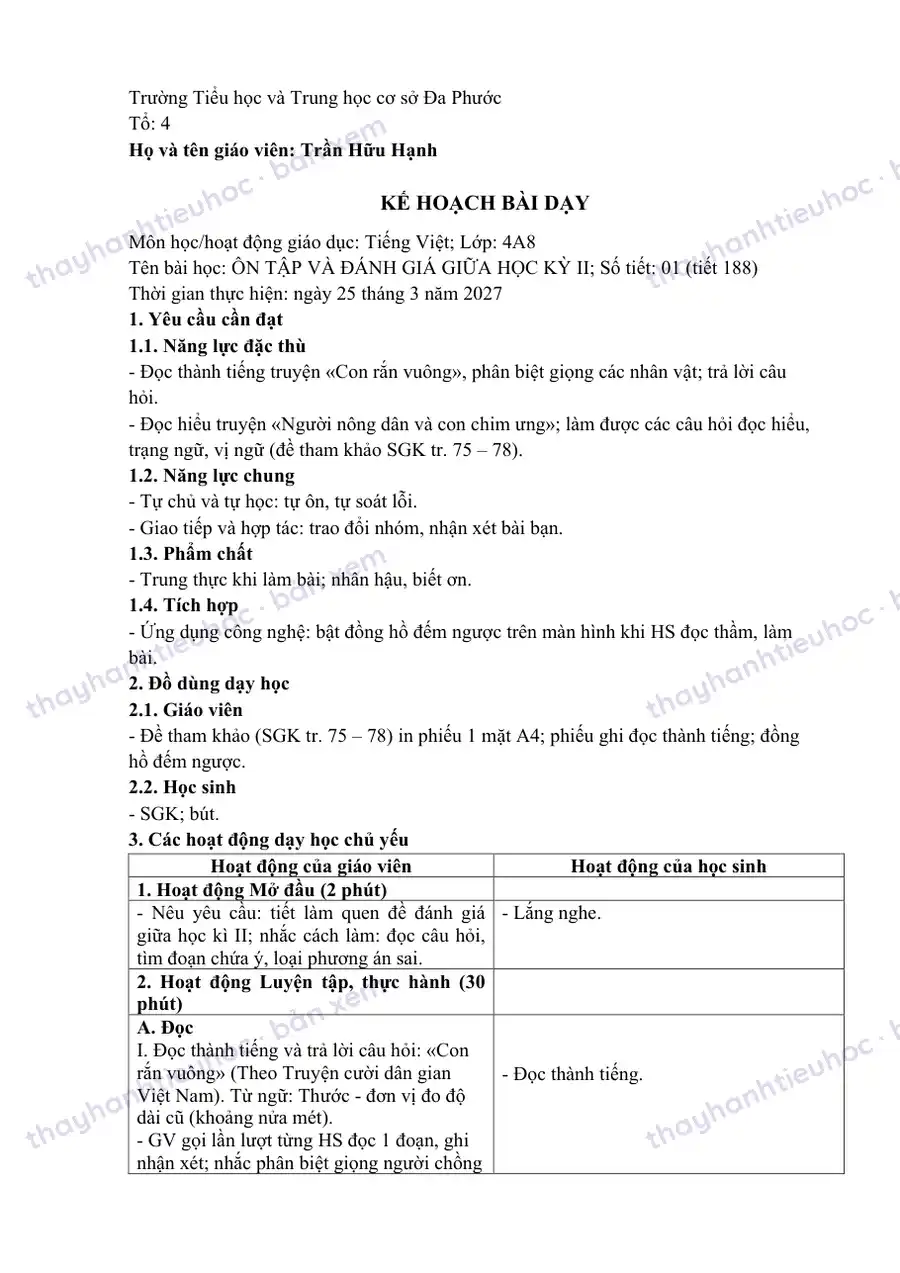 Trường Tiểu học và Trung học cơ sở Đa Phước
Tổ: 4
Họ và tên giáo viên: Trần Hữu Hạnh
KẾ HOẠCH BÀI DẠY
Môn học/hoạt động giáo dục: Tiếng Việt; Lớp: 4A8
Tên bài học: ÔN TẬP VÀ ĐÁNH GIÁ GIỮA HỌC KỲ II; Số tiết: 01 (tiết 188)
Thời gian thực hiện: ngày 25 tháng 3 năm 2027
1. Yêu cầu cần đạt
1.1. Năng lực đặc thù
- Đọc thành tiếng truyện «Con rắn vuông», phân biệt giọng các nhân vật; trả lời câu
hỏi.
- Đọc hiểu truyện «Người nông dân và con chim ưng»; làm được các câu hỏi đọc hiểu,
trạng ngữ, vị ngữ (đề tham khảo SGK tr. 75 – 78).
1.2. Năng lực chung
- Tự chủ và tự học: tự ôn, tự soát lỗi.
- Giao tiếp và hợp tác: trao đổi nhóm, nhận xét bài bạn.
1.3. Phẩm chất
- Trung thực khi làm bài; nhân hậu, biết ơn.
1.4. Tích hợp
- Ứng dụng công nghệ: bật đồng hồ đếm ngược trên màn hình khi HS đọc thầm, làm
bài.
2. Đồ dùng dạy học
2.1. Giáo viên
- Đề tham khảo (SGK tr. 75 – 78) in phiếu 1 mặt A4; phiếu ghi đọc thành tiếng; đồng
hồ đếm ngược.
2.2. Học sinh
- SGK; bút.
3. Các hoạt động dạy học chủ yếu
Hoạt động của giáo viên
Hoạt động của học sinh
1. Hoạt động Mở đầu (2 phút)
- Nêu yêu cầu: tiết làm quen đề đánh giá
giữa học kì II; nhắc cách làm: đọc câu hỏi,
tìm đoạn chứa ý, loại phương án sai.
- Lắng nghe.
2. Hoạt động Luyện tập, thực hành (30
phút)
A. Đọc
I. Đọc thành tiếng và trả lời câu hỏi: «Con
rắn vuông» (Theo Truyện cười dân gian
Việt Nam). Từ ngữ: Thước - đơn vị đo độ
dài cũ (khoảng nửa mét).
- GV gọi lần lượt từng HS đọc 1 đoạn, ghi
nhận xét; nhắc phân biệt giọng người chồng
- Đọc thành tiếng.
thayhanhtieuhoc · bản xem
thayhanhtieuhoc · b
thayhanhtieuhoc · bản xem
thayhanhtieuhoc · b
thayhanhtieuhoc · bản xem
thayhanhtieuhoc · b